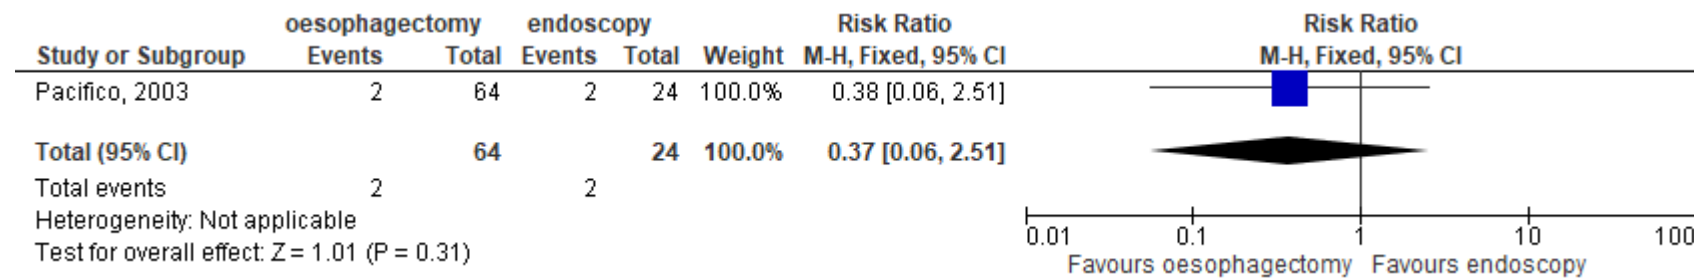 oesophagectomy endoscopy Risk Ratio Risk Ratio
Study or Subgroup Events Total Events Total Weight M-H, Fixed, 95% CI M-H, Fixed, 95% CI
Pacifico, 2003 2 64 2 24 100.0% 0.38 [0.06, 2.51]
Total (95% CI) 64 24 100.0% 0.37 [0.06, 2.51]
Total events 2 2
Heterogeneity: Not applicable
Test for overall effect: Z = 1.01 (P = 0.31)
0.01 0.1 1 10 100
Favours oesophagectomy Favours endoscopy